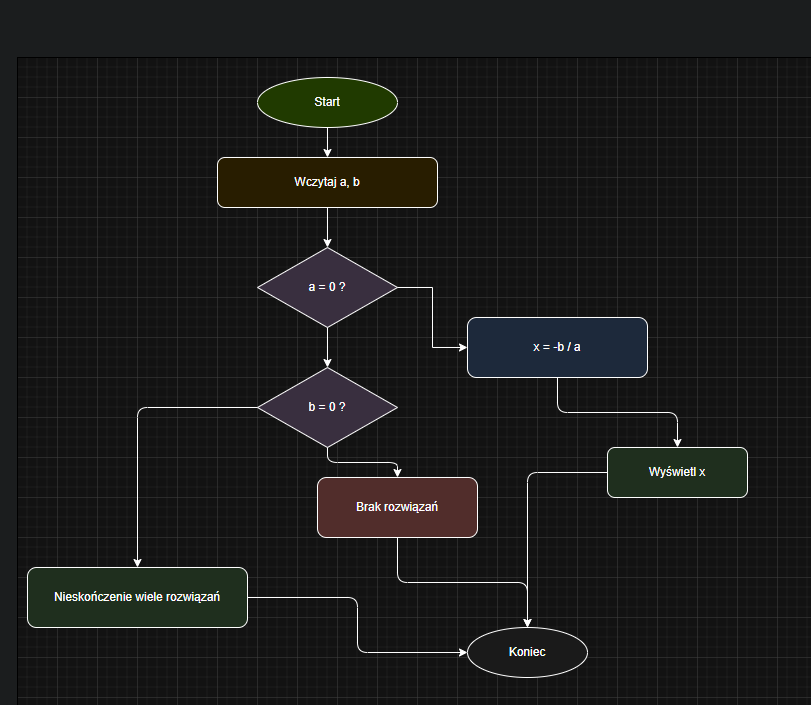 Start
Wczytaj a, b
a = 0 ?
x = -b / a
b = 0 ?
Wyświetl x
Brak rozwiązań
Nieskończenie wiele rozwiązań
Koniec